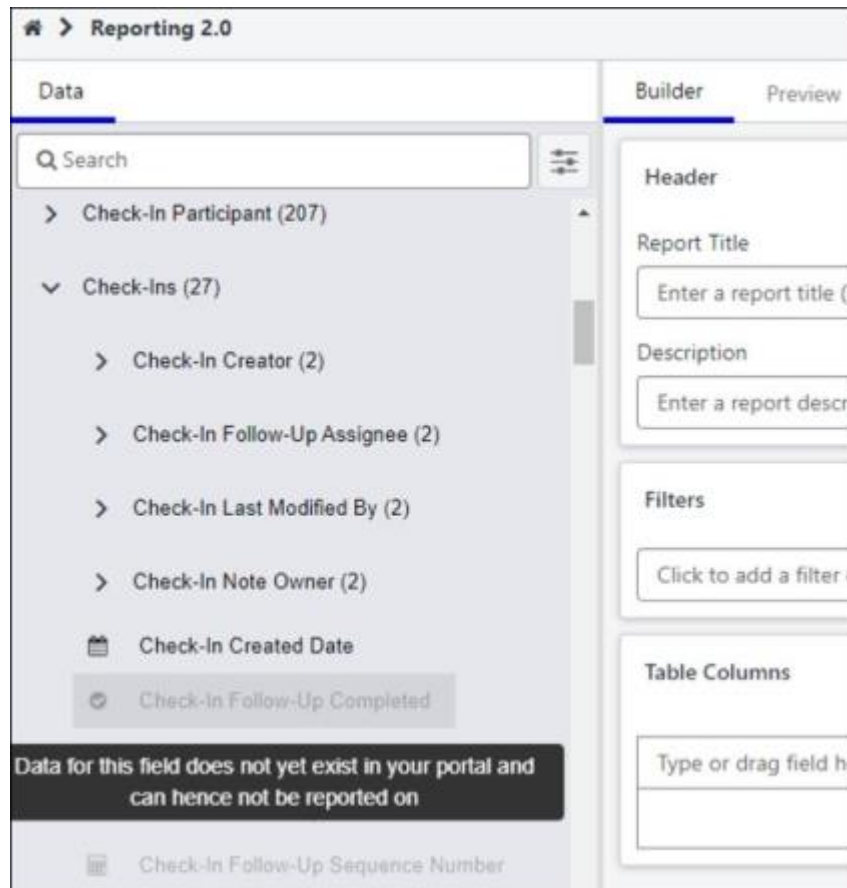 Reporting 2.0
Data
Search
Check-In Participant (207)
Check-Ins (27)
Check-In Creator (2)
Check-In Follow-Up Assignee (2)
Check-In Last Modified By (2)
Check-In Note Owner (2)
Check-In Created Date
Check-In Follow-Up Completed
Data for this field does not yet exist in your portal and
can hence not be reported on
Check-In Follow-Up Sequence Number
Builder Preview
Header
Report Title
Enter a report title (
Description
Enter a report descr
Filters
Click to add a filter
Table Columns
Type or drag field h